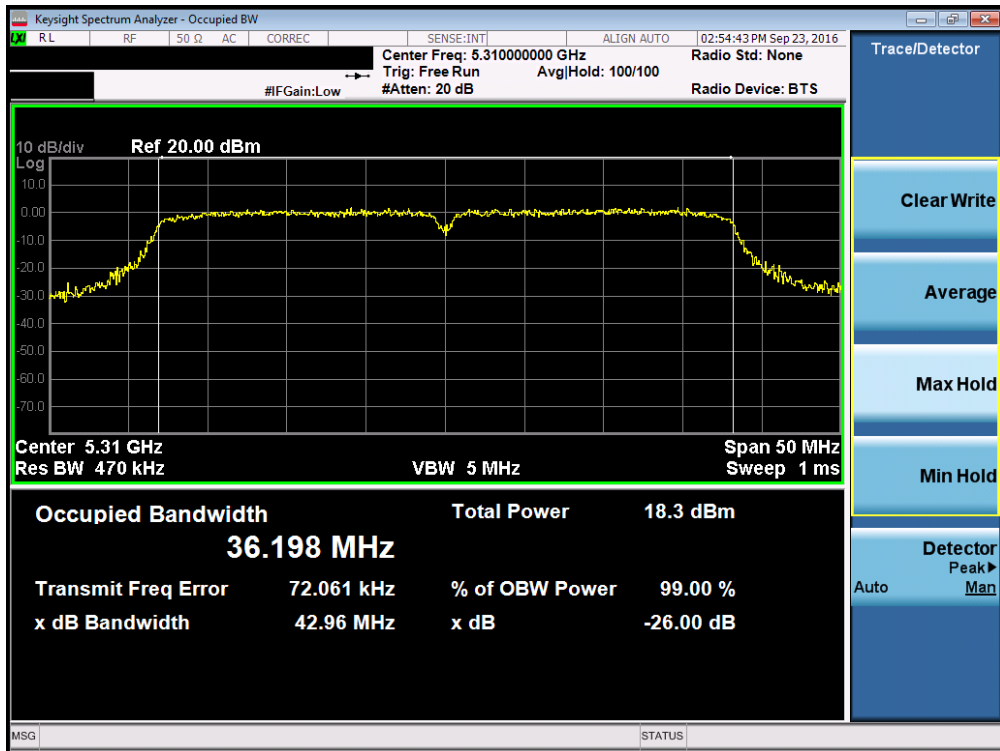 Keysight Spectrum Analyzer - Occupied BW
LXI RL RF 50 Ω AC CORREC SENSE:INT ALIGN AUTO 02:54:43 PM Sep 23, 2016
Center Freq: 5.310000000 GHz Radio Std: None
Trig: Free Run Avg|Hold: 100/100
#IFGain:Low #Atten: 20 dB Radio Device: BTS
10 dB/div Ref 20.00 dBm
Log
10.0
0.00
-10.0
-20.0
-30.0
-40.0
-50.0
-60.0
-70.0
Center 5.31 GHz Span 50 MHz
Res BW 470 kHz VBW 5 MHz Sweep 1 ms
Occupied Bandwidth Total Power 18.3 dBm
36.198 MHz
Transmit Freq Error 72.061 kHz % of OBW Power 99.00 %
x dB Bandwidth 42.96 MHz x dB -26.00 dB
MSG STATUS
Trace/Detector
Clear Write
Average
Max Hold
Min Hold
Detector
Peak▶
Auto Man